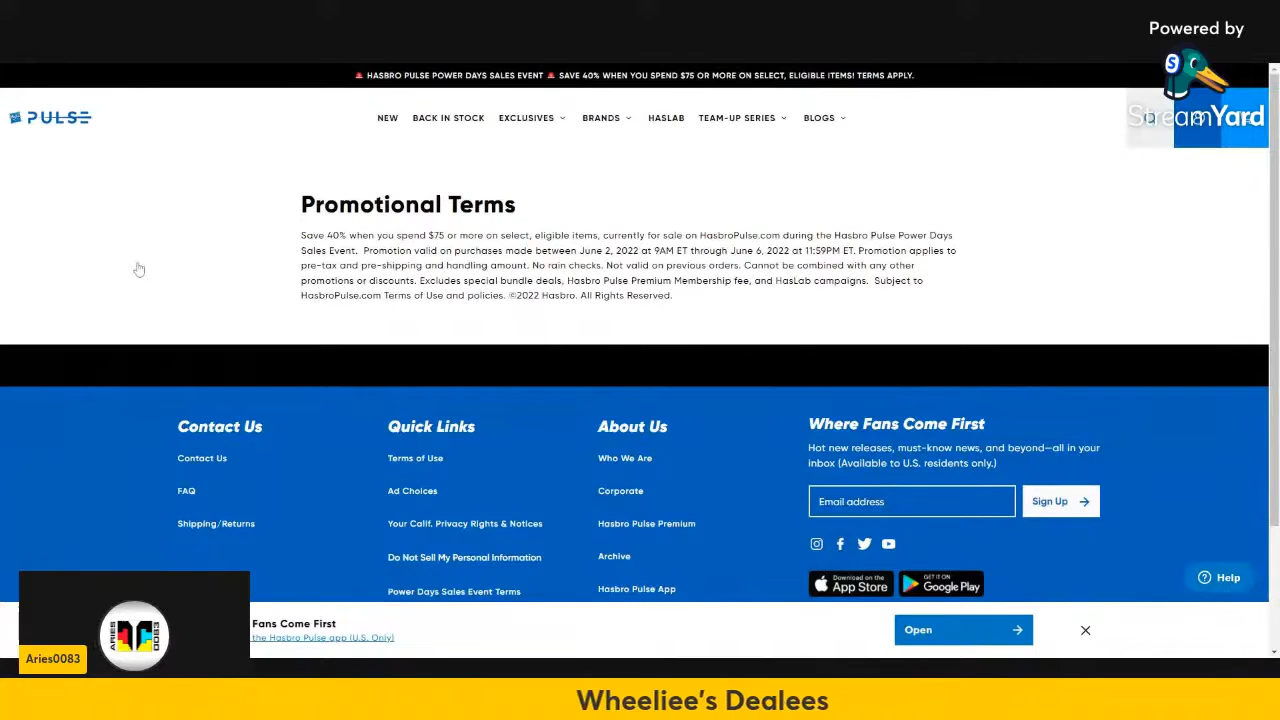 Powered by
StreamYard
🚨 HASBRO PULSE POWER DAYS SALES EVENT 🚨 SAVE 40% WHEN YOU SPEND $75 OR MORE ON SELECT, ELIGIBLE ITEMS! TERMS APPLY.
PULSE
NEW BACK IN STOCK EXCLUSIVES BRANDS HASLAB TEAM-UP SERIES BLOGS
Promotional Terms
Save 40% when you spend $75 or more on select, eligible items, currently for sale on HasbroPulse.com during the Hasbro Pulse Power Days
Sales Event. Promotion valid on purchases made between June 2, 2022 at 9AM ET through June 6, 2022 at 11:59PM ET. Promotion applies to
pre-tax and pre-shipping and handling amount. No rain checks. Not valid on previous orders. Cannot be combined with any other
promotions or discounts. Excludes special bundle deals, Hasbro Pulse Premium Membership fee, and HasLab campaigns. Subject to
HasbroPulse.com Terms of Use and policies. ©2022 Hasbro. All Rights Reserved.
Contact Us
Contact Us
FAQ
Shipping/Returns
Quick Links
Terms of Use
Ad Choices
Your Calif. Privacy Rights & Notices
Do Not Sell My Personal Information
Power Days Sales Event Terms
About Us
Who We Are
Corporate
Hasbro Pulse Premium
Archive
Hasbro Pulse App
Where Fans Come First
Hot new releases, must-know news, and beyond—all in your
inbox (Available to U.S. residents only.)
Email address
Sign Up
Download on the
App Store
GET IT ON
Google Play
Help
Fans Come First
the Hasbro Pulse app (U.S. Only)
Open
ARIES
0083
Aries0083
Wheeliee's Dealees